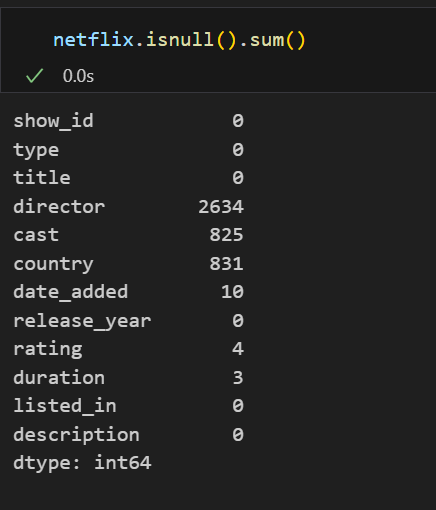 netflix.isnull().sum()
✓ 0.0s
show_id 0
type 0
title 0
director 2634
cast 825
country 831
date_added 10
release_year 0
rating 4
duration 3
listed_in 0
description 0
dtype: int64